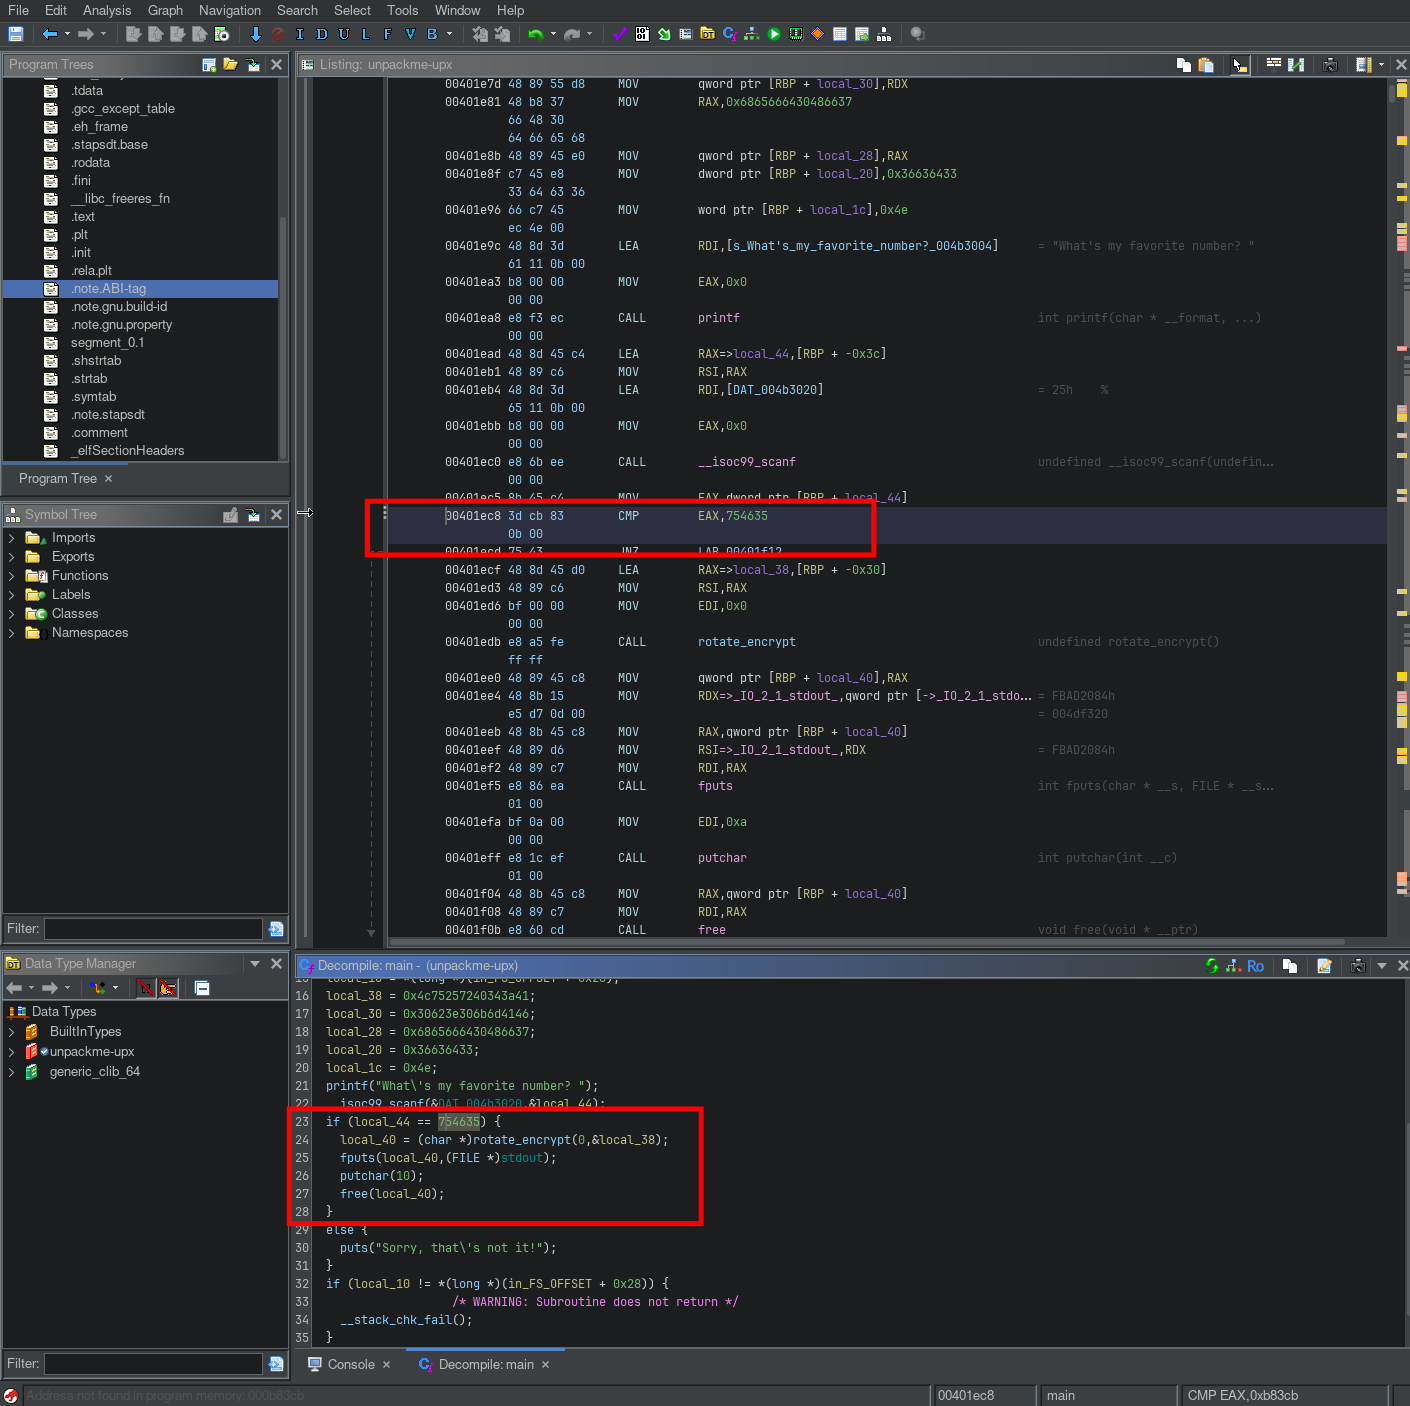 File Edit Analysis Graph Navigation Search Select Tools Window Help
I D U L F V B
Program Trees
.tdata
.gcc_except_table
.eh_frame
.stapsdt.base
.rodata
.fini
__libc_freeres_fn
.text
.plt
.init
.rela.plt
.note.ABI-tag
.note.gnu.build-id
.note.gnu.property
segment_0.1
.shstrtab
.strtab
.symtab
.note.stapsdt
.comment
_elfSectionHeaders
Program Tree ×
Symbol Tree
Imports
Exports
Functions
Labels
Classes
Namespaces
Filter:
Data Type Manager
Data Types
BuiltInTypes
unpackme-upx
generic_clib_64
Filter:
Listing: unpackme-upx
00401e7d 48 89 55 d8 MOV qword ptr [RBP + local_30],RDX
00401e81 48 b8 37 MOV RAX,0x6865666430486637
66 48 30
64 66 65 68
00401e8b 48 89 45 e0 MOV qword ptr [RBP + local_28],RAX
00401e8f c7 45 e8 MOV dword ptr [RBP + local_20],0x36636433
33 64 63 36
00401e96 66 c7 45 MOV word ptr [RBP + local_1c],0x4e
ec 4e 00
00401e9c 48 8d 3d LEA RDI,[s_What's_my_favorite_number?_004b3004] = "What's my favorite number? "
61 11 0b 00
00401ea3 b8 00 00 MOV EAX,0x0
00 00
00401ea8 e8 f3 ec CALL printf int printf(char * __format, ...)
00 00
00401ead 48 8d 45 c4 LEA RAX=>local_44,[RBP + -0x3c]
00401eb1 48 89 c6 MOV RSI,RAX
00401eb4 48 8d 3d LEA RDI,[DAT_004b3020] = 25h %
65 11 0b 00
00401ebb b8 00 00 MOV EAX,0x0
00 00
00401ec0 e8 6b ee CALL __isoc99_scanf undefined __isoc99_scanf(undefin...
00 00
00401ec5 8b 45 c4 MOV EAX,dword ptr [RBP + local_44]
00401ec8 3d cb 83 CMP EAX,754635
0b 00
00401ecd 75 43 JNZ LAB_00401f12
00401ecf 48 8d 45 d0 LEA RAX=>local_38,[RBP + -0x30]
00401ed3 48 89 c6 MOV RSI,RAX
00401ed6 bf 00 00 MOV EDI,0x0
00 00
00401edb e8 a5 fe CALL rotate_encrypt undefined rotate_encrypt()
ff ff
00401ee0 48 89 45 c8 MOV qword ptr [RBP + local_40],RAX
00401ee4 48 8b 15 MOV RDX=>_IO_2_1_stdout_,qword ptr [->_IO_2_1_stdo... = FBAD2084h
e5 d7 0d 00 = 004df320
00401eeb 48 8b 45 c8 MOV RAX,qword ptr [RBP + local_40]
00401eef 48 89 d6 MOV RSI=>_IO_2_1_stdout_,RDX = FBAD2084h
00401ef2 48 89 c7 MOV RDI,RAX
00401ef5 e8 86 ea CALL fputs int fputs(char * __s, FILE * __s...
01 00
00401efa bf 0a 00 MOV EDI,0xa
00 00
00401eff e8 1c ef CALL putchar int putchar(int __c)
01 00
00401f04 48 8b 45 c8 MOV RAX,qword ptr [RBP + local_40]
00401f08 48 89 c7 MOV RDI,RAX
00401f0b e8 60 cd CALL free void free(void * __ptr)
Decompile: main - (unpackme-upx) Ro
15 local_10 = *(long *)(in_FS_OFFSET + 0x28);
16 local_38 = 0x4c75257240343a41;
17 local_30 = 0x30623e306b6d4146;
18 local_28 = 0x6865666430486637;
19 local_20 = 0x36636433;
20 local_1c = 0x4e;
21 printf("What\'s my favorite number? ");
22 __isoc99_scanf(&DAT_004b3020,&local_44);
23 if (local_44 == 754635) {
24 local_40 = (char *)rotate_encrypt(0,&local_38);
25 fputs(local_40,(FILE *)stdout);
26 putchar(10);
27 free(local_40);
28 }
29 else {
30 puts("Sorry, that\'s not it!");
31 }
32 if (local_10 != *(long *)(in_FS_OFFSET + 0x28)) {
33 /* WARNING: Subroutine does not return */
34 __stack_chk_fail();
35 }
Console × Decompile: main ×
Address not found in program memory: 000b83cb 00401ec8 main CMP EAX,0xb83cb